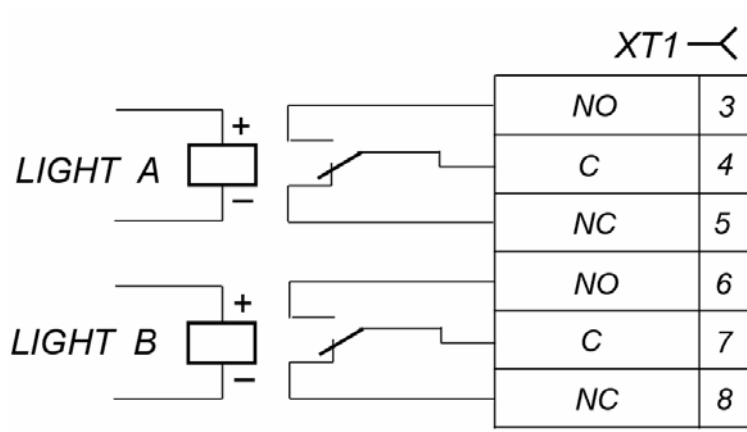 XT1
NO 3
+
LIGHT A
C 4
−
NC 5
NO 6
+
LIGHT B
C 7
−
NC 8